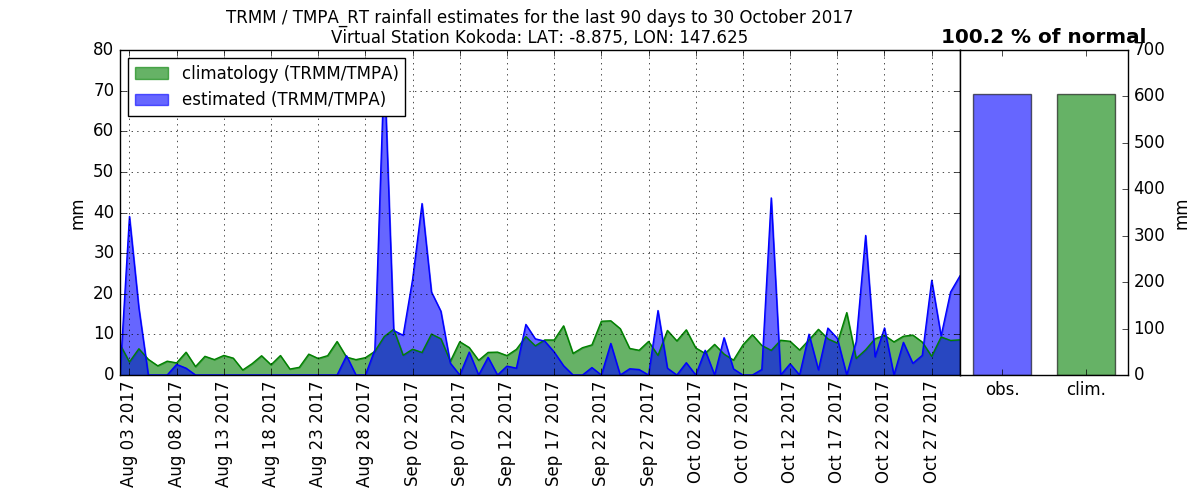 TRMM / TMPA_RT rainfall estimates for the last 90 days to 30 October 2017
Virtual Station Kokoda: LAT: -8.875, LON: 147.625
100.2 % of normal
climatology (TRMM/TMPA)
estimated (TRMM/TMPA)
mm
80
70
60
50
40
30
20
10
0
Aug 03 2017
Aug 08 2017
Aug 13 2017
Aug 18 2017
Aug 23 2017
Aug 28 2017
Sep 02 2017
Sep 07 2017
Sep 12 2017
Sep 17 2017
Sep 22 2017
Sep 27 2017
Oct 02 2017
Oct 07 2017
Oct 12 2017
Oct 17 2017
Oct 22 2017
Oct 27 2017
obs.
clim.
700
600
500
400
300
200
100
0
mm